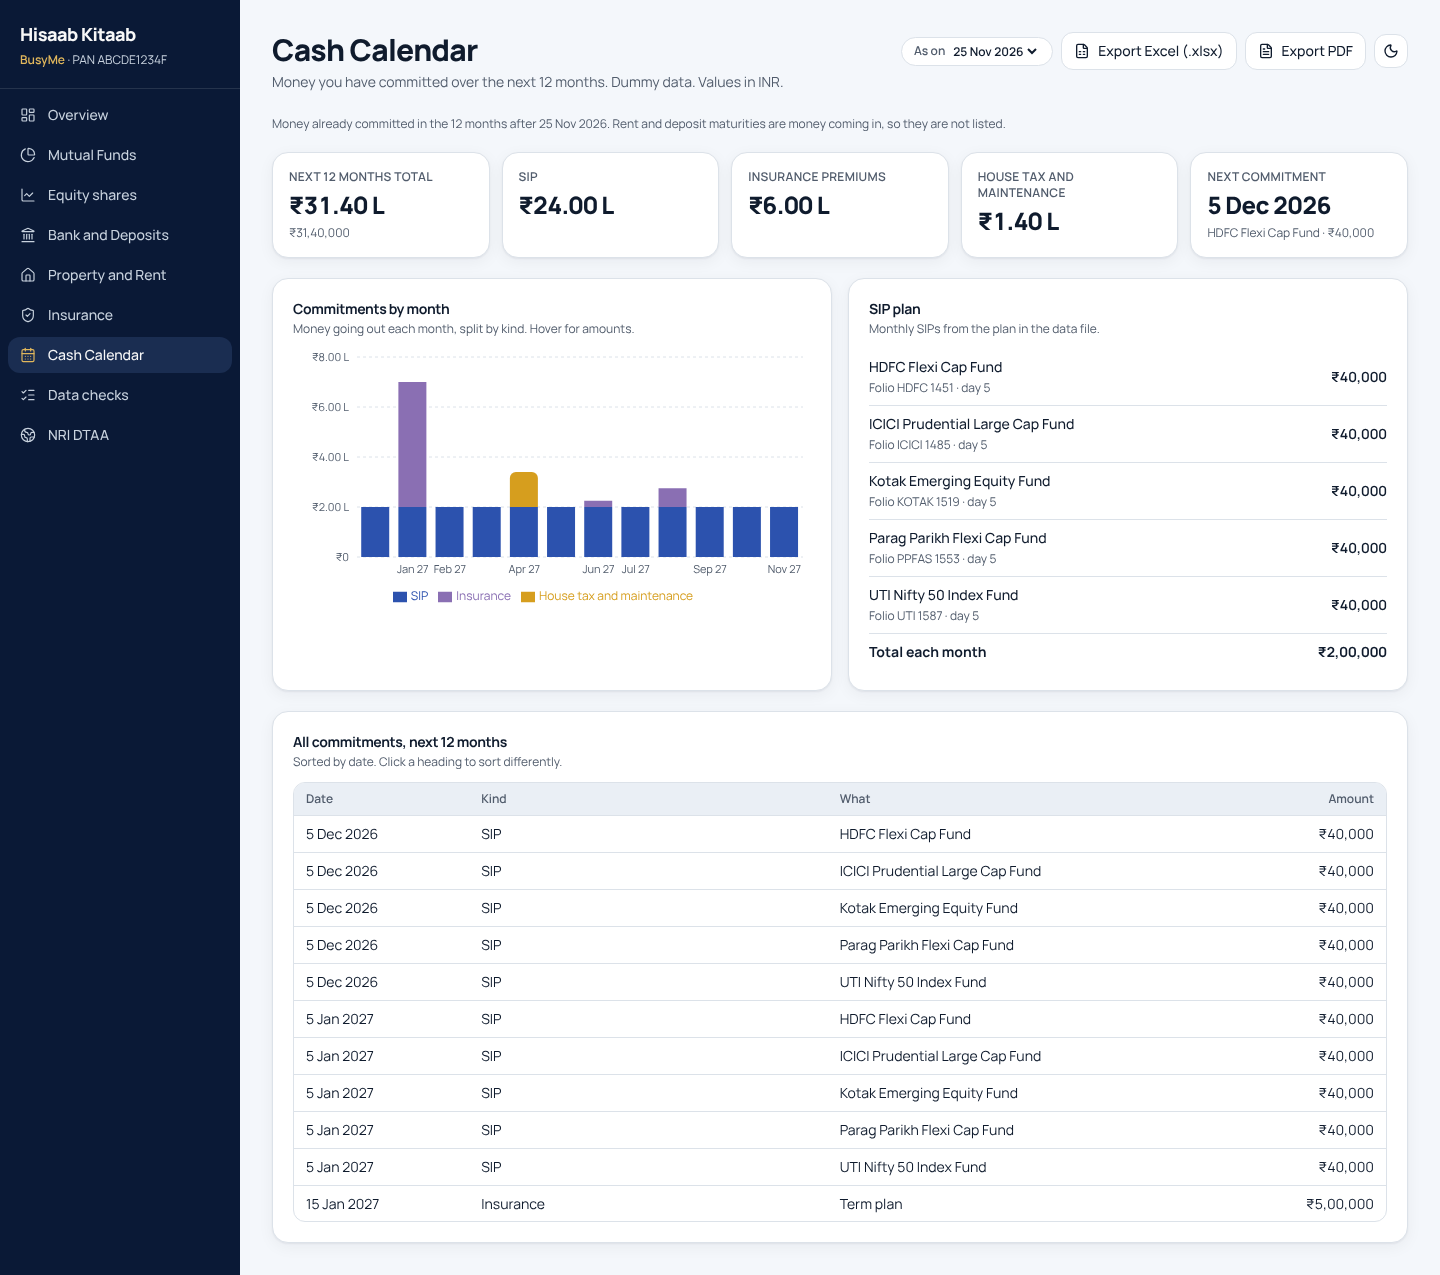 Hisaab Kitaab
BusyMe · PAN ABCDE1234F
Overview
Mutual Funds
Equity shares
Bank and Deposits
Property and Rent
Insurance
Cash Calendar
Data checks
NRI DTAA
Cash Calendar
Money you have committed over the next 12 months. Dummy data. Values in INR.
As on 25 Nov 2026
Export Excel (.xlsx)
Export PDF
Money already committed in the 12 months after 25 Nov 2026. Rent and deposit maturities are money coming in, so they are not listed.
NEXT 12 MONTHS TOTAL
₹31.40 L
₹31,40,000
SIP
₹24.00 L
INSURANCE PREMIUMS
₹6.00 L
HOUSE TAX AND
MAINTENANCE
₹1.40 L
NEXT COMMITMENT
5 Dec 2026
HDFC Flexi Cap Fund · ₹40,000
Commitments by month
Money going out each month, split by kind. Hover for amounts.
₹8.00 L
₹6.00 L
₹4.00 L
₹2.00 L
₹0
Jan 27 Feb 27 Apr 27 Jun 27 Jul 27 Sep 27 Nov 27
SIP Insurance House tax and maintenance
SIP plan
Monthly SIPs from the plan in the data file.
HDFC Flexi Cap Fund
Folio HDFC 1451 · day 5
₹40,000
ICICI Prudential Large Cap Fund
Folio ICICI 1485 · day 5
₹40,000
Kotak Emerging Equity Fund
Folio KOTAK 1519 · day 5
₹40,000
Parag Parikh Flexi Cap Fund
Folio PPFAS 1553 · day 5
₹40,000
UTI Nifty 50 Index Fund
Folio UTI 1587 · day 5
₹40,000
Total each month ₹2,00,000
All commitments, next 12 months
Sorted by date. Click a heading to sort differently.
Date Kind What Amount
5 Dec 2026 SIP HDFC Flexi Cap Fund ₹40,000
5 Dec 2026 SIP ICICI Prudential Large Cap Fund ₹40,000
5 Dec 2026 SIP Kotak Emerging Equity Fund ₹40,000
5 Dec 2026 SIP Parag Parikh Flexi Cap Fund ₹40,000
5 Dec 2026 SIP UTI Nifty 50 Index Fund ₹40,000
5 Jan 2027 SIP HDFC Flexi Cap Fund ₹40,000
5 Jan 2027 SIP ICICI Prudential Large Cap Fund ₹40,000
5 Jan 2027 SIP Kotak Emerging Equity Fund ₹40,000
5 Jan 2027 SIP Parag Parikh Flexi Cap Fund ₹40,000
5 Jan 2027 SIP UTI Nifty 50 Index Fund ₹40,000
15 Jan 2027 Insurance Term plan ₹5,00,000